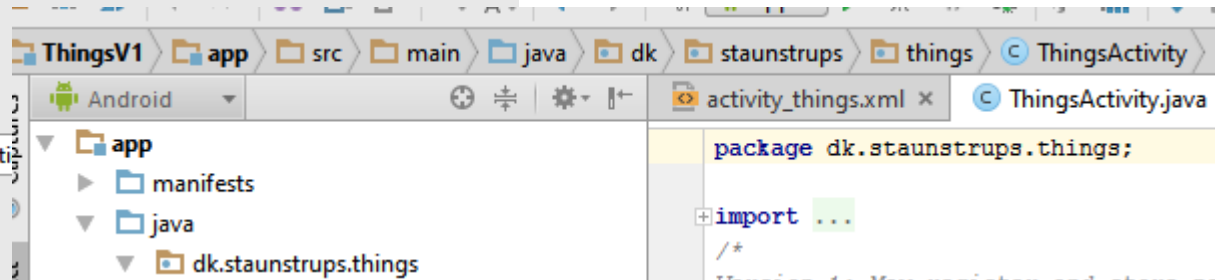 ThingsV1 app src main java dk staunstrups things ThingsActivity
Android activity_things.xml ThingsActivity.java
app
package dk.staunstrups.things;
manifests
java
import ...
/*
dk.staunstrups.things